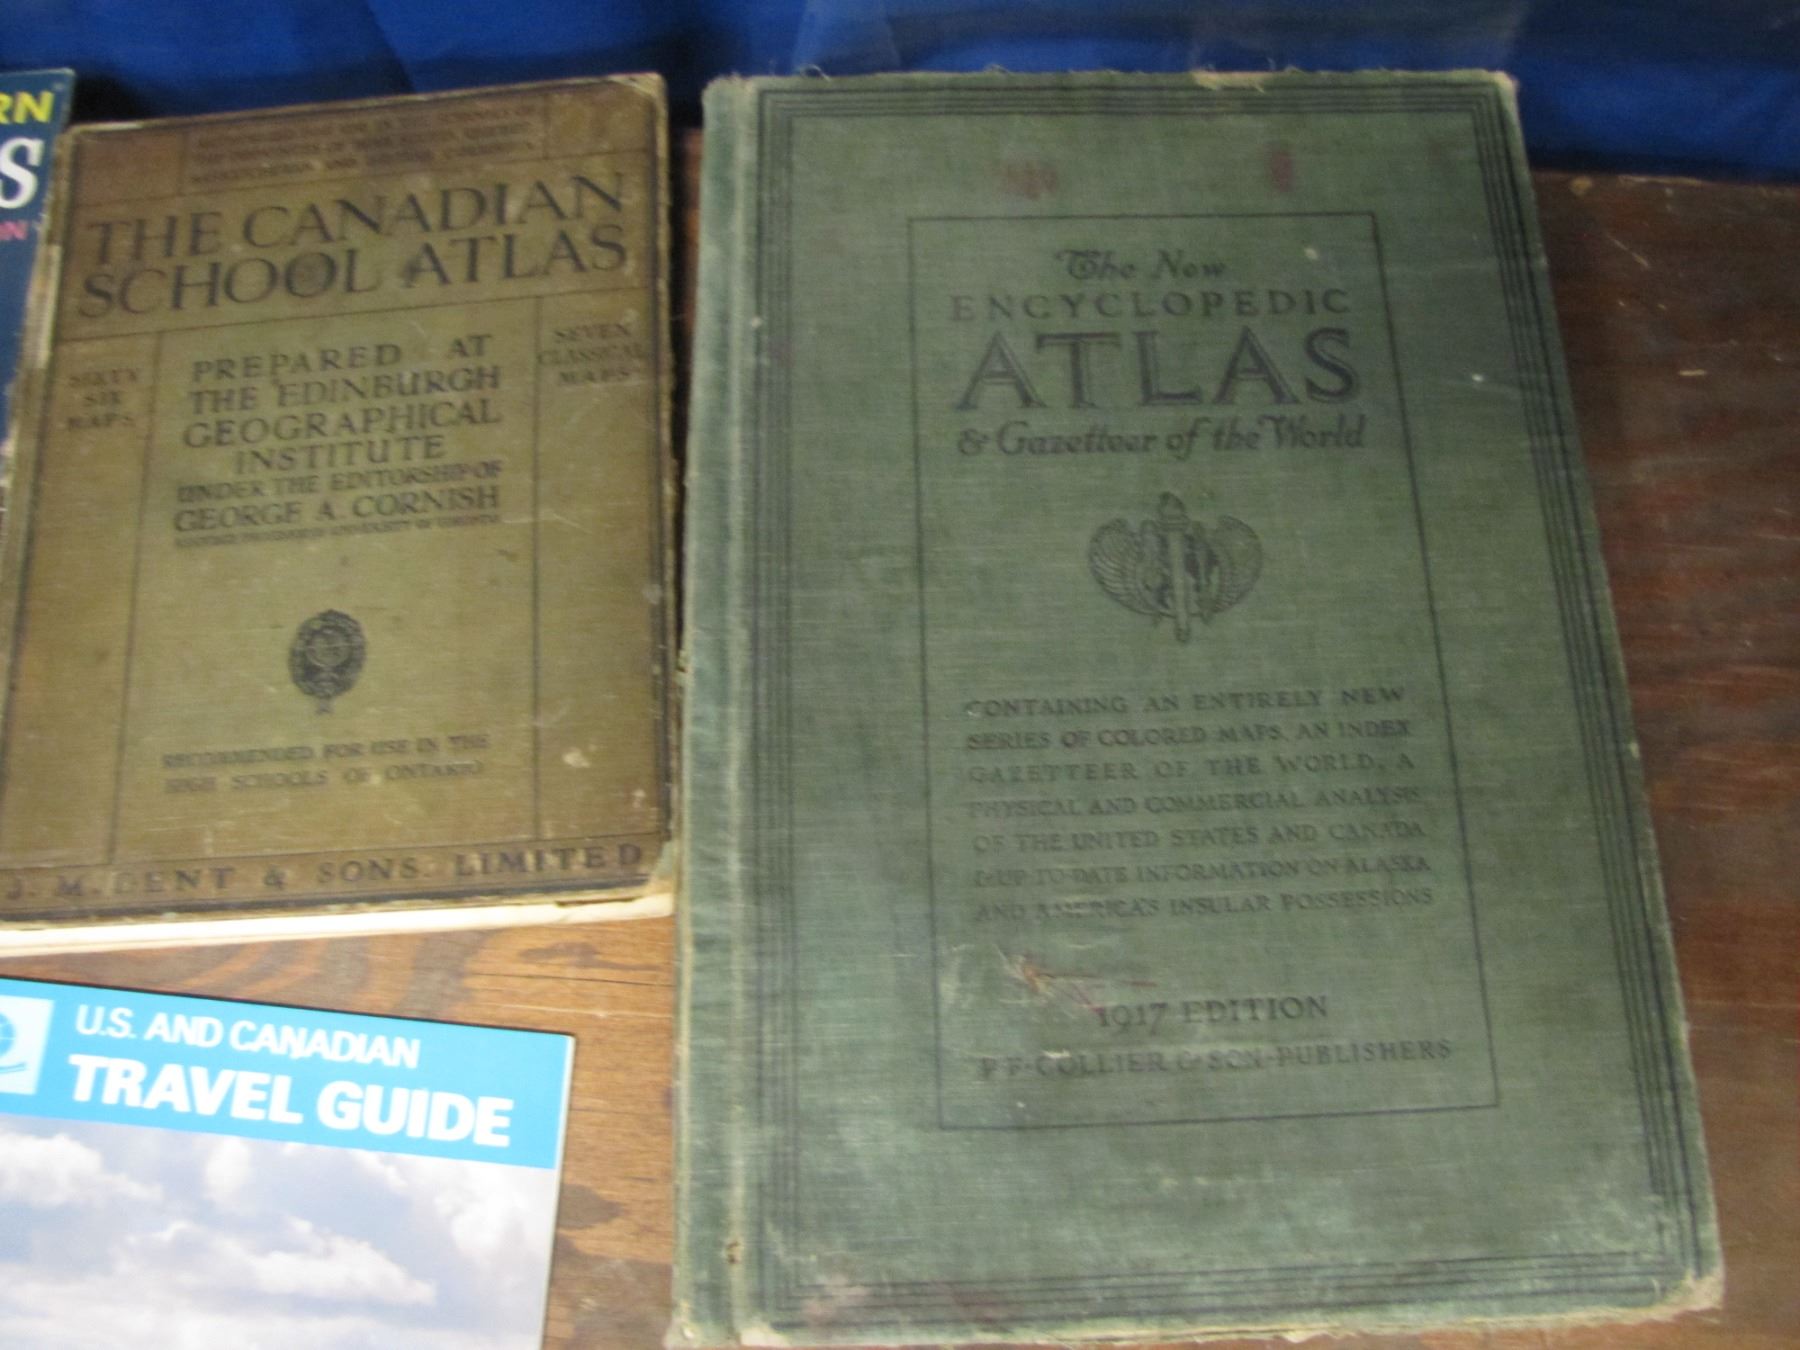 RN
S
THE CANADIAN
SCHOOL ATLAS
SIXTY
SIX
MAPS
PREPARED AT
THE EDINBURGH
GEOGRAPHICAL
INSTITUTE
UNDER THE EDITORSHIP OF
GEORGE A CORNISH
SEVEN
CLASSICAL
MAPS
RECOMMENDED FOR USE IN THE
HIGH SCHOOLS OF ONTARIO
J. M. DENT & SONS. LIMITED
U.S. AND CANADIAN
TRAVEL GUIDE
The New
ENCYCLOPEDIC
ATLAS
& Gazetteer of the World
CONTAINING AN ENTIRELY NEW
SERIES OF COLORED MAPS, AN INDEX
GAZETTEER OF THE WORLD, A
PHYSICAL AND COMMERCIAL ANALYSIS
OF THE UNITED STATES AND CANADA
& UP-TO-DATE INFORMATION ON ALASKA
AND AMERICA'S INSULAR POSSESSIONS
1917 EDITION
P·F·COLLIER & SON·PUBLISHERS